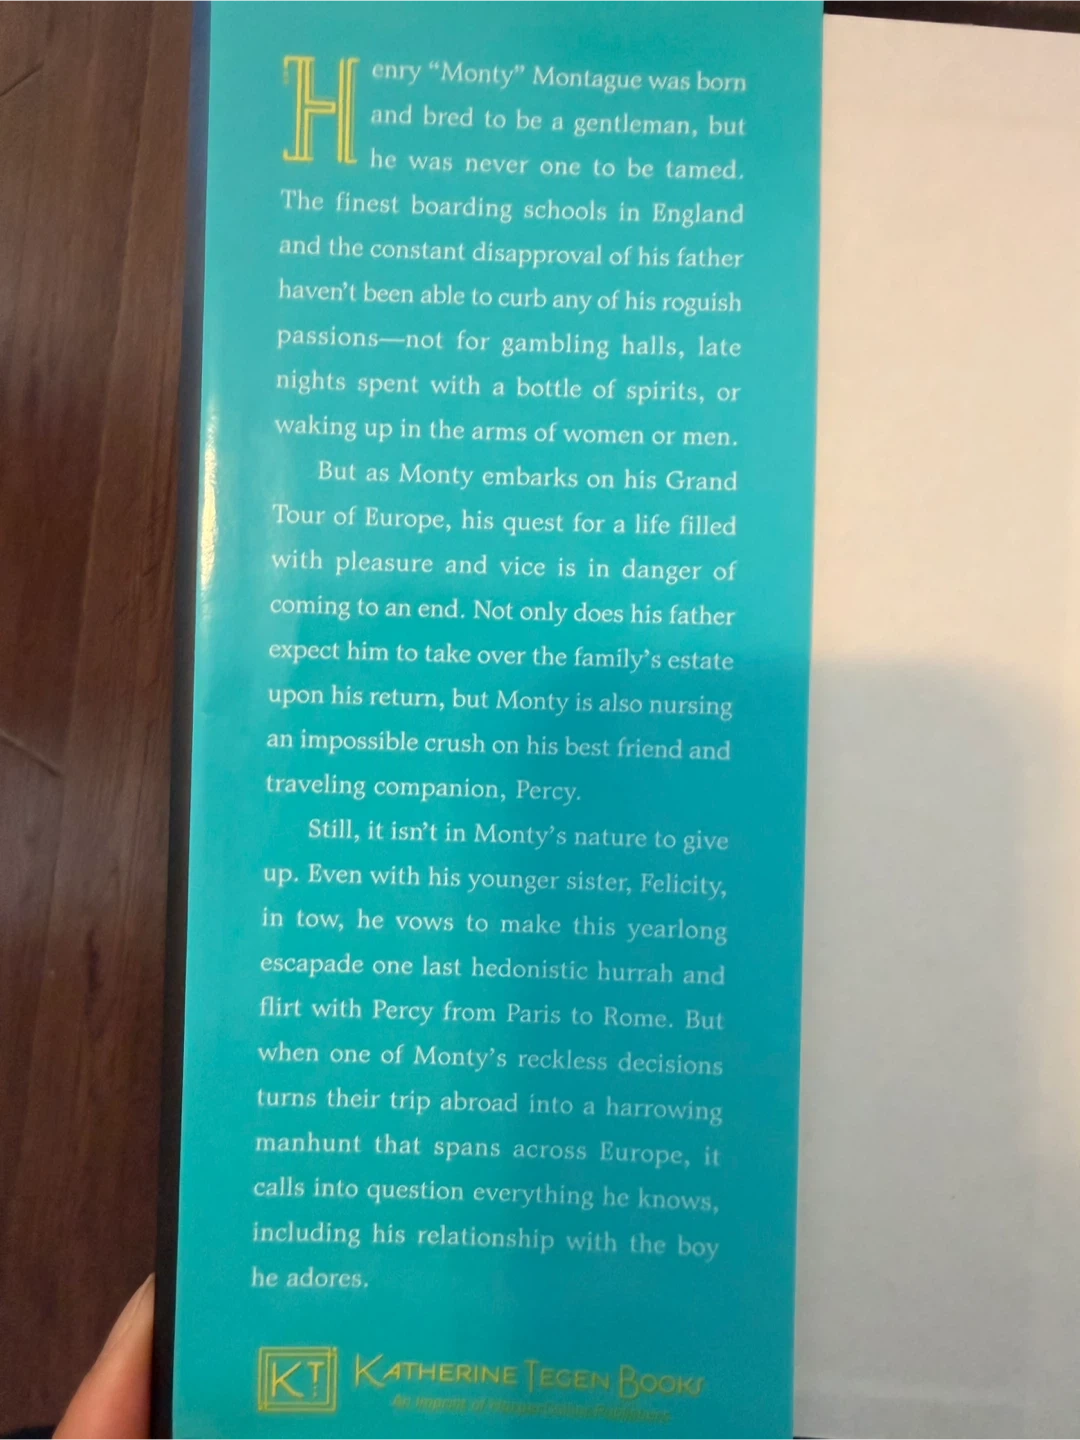 Henry “Monty” Montague was born
and bred to be a gentleman, but
he was never one to be tamed.
The finest boarding schools in England
and the constant disapproval of his father
haven’t been able to curb any of his roguish
passions—not for gambling halls, late
nights spent with a bottle of spirits, or
waking up in the arms of women or men.
But as Monty embarks on his Grand
Tour of Europe, his quest for a life filled
with pleasure and vice is in danger of
coming to an end. Not only does his father
expect him to take over the family’s estate
upon his return, but Monty is also nursing
an impossible crush on his best friend and
traveling companion, Percy.
Still, it isn’t in Monty’s nature to give
up. Even with his younger sister, Felicity,
in tow, he vows to make this yearlong
escapade one last hedonistic hurrah and
flirt with Percy from Paris to Rome. But
when one of Monty’s reckless decisions
turns their trip abroad into a harrowing
manhunt that spans across Europe, it
calls into question everything he knows,
including his relationship with the boy
he adores.
KT KATHERINE TEGEN BOOKS
An Imprint of HarperCollins Publishers